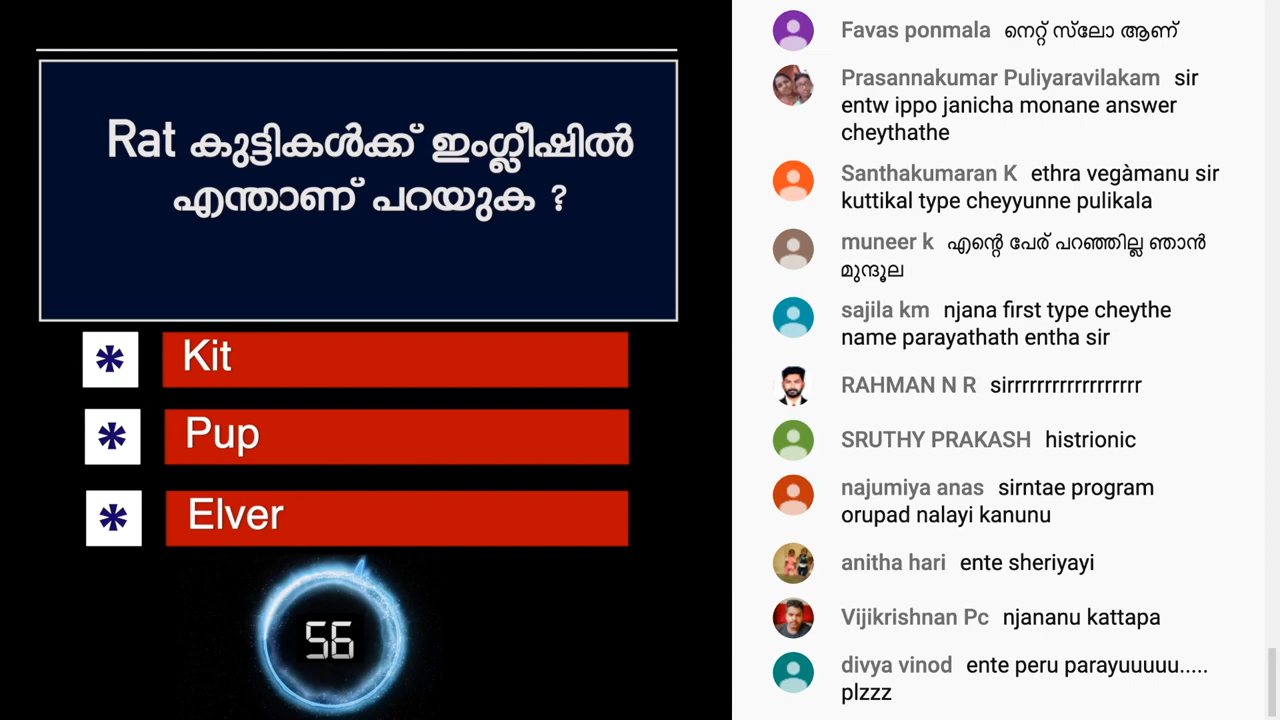 Rat കുട്ടികൾക്ക് ഇംഗ്ലീഷിൽ
എന്താണ് പറയുക ?
* Kit
* Pup
* Elver
56
Favas ponmala നെറ്റ് സ്ലോ ആണ്
Prasannakumar Puliyaravilakam sir
entw ippo janicha monane answer
cheythathe
Santhakumaran K ethra vegàmanu sir
kuttikal type cheyyunne pulikala
muneer k എന്റെ പേര് പറഞ്ഞില്ല ഞാൻ
മുന്ദൂല
sajila km njana first type cheythe
name parayathath entha sir
RAHMAN N R sirrrrrrrrrrrrrrrrrrr
SRUTHY PRAKASH histrionic
najumiya anas sirntae program
orupad nalayi kanunu
anitha hari ente sheriyayi
Vijikrishnan Pc njananu kattapa
divya vinod ente peru parayuuuuu.....
plzzz